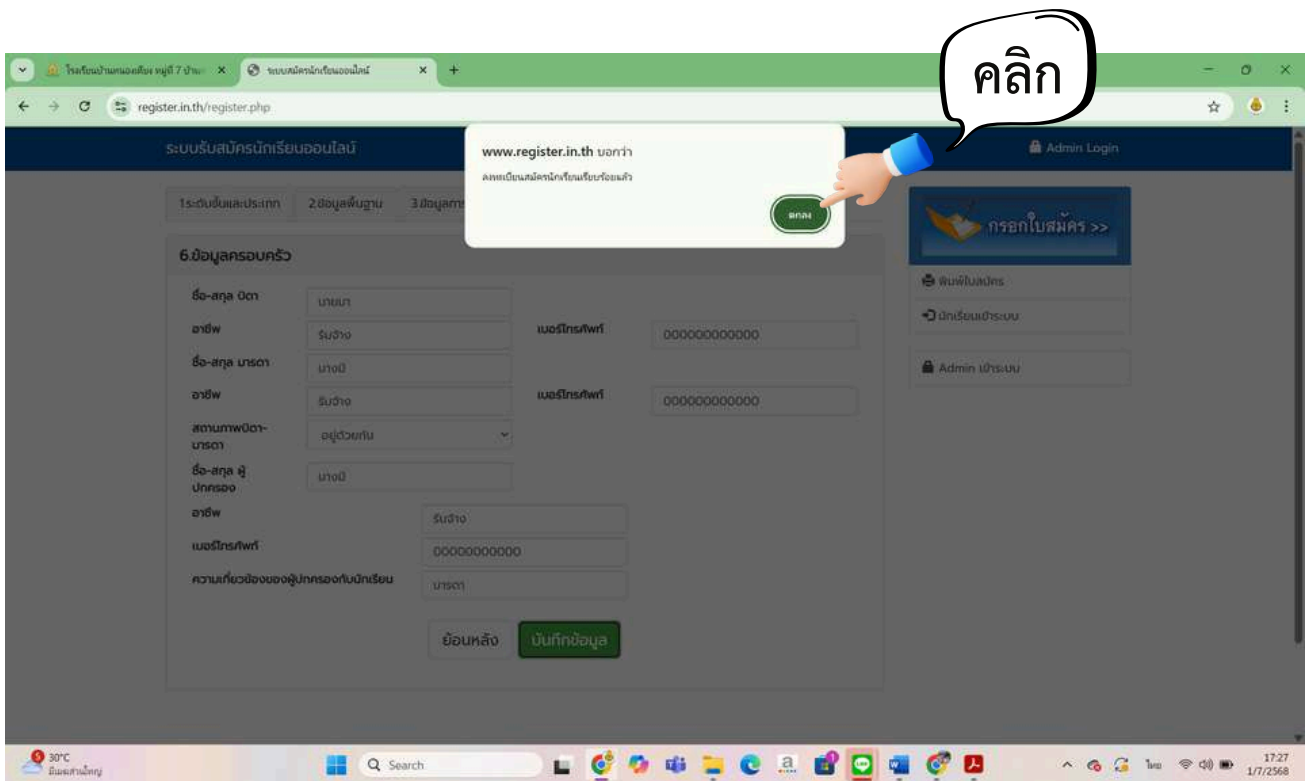 คลิก
โรงเรียนบ้านหนองเตียง หมู่ที่ 7 บ้าน
ระบบสมัครนักเรียนออนไลน์
register.in.th/register.php
ระบบรับสมัครนักเรียนออนไลน์
Admin Login
www.register.in.th บอกว่า
ลงทะเบียนสมัครนักเรียนเรียบร้อยแล้ว
ตกลง
1.ระดับชั้นและประเภท 2.ข้อมูลพื้นฐาน 3.ข้อมูลการ
กรอกใบสมัคร >>
6.ข้อมูลครอบครัว
พิมพ์ใบสมัคร
นักเรียนเข้าระบบ
Admin เข้าระบบ
ชื่อ-สกุล บิดา นายมา
อาชีพ รับจ้าง เบอร์โทรศัพท์ 000000000000
ชื่อ-สกุล มารดา นางมี
อาชีพ รับจ้าง เบอร์โทรศัพท์ 000000000000
สถานภาพบิดา-
มารดา อยู่ด้วยกัน
ชื่อ-สกุล ผู้
ปกครอง นางมี
อาชีพ รับจ้าง
เบอร์โทรศัพท์ 00000000000
ความเกี่ยวข้องของผู้ปกครองกับนักเรียน มารดา
ย้อนหลัง บันทึกข้อมูล
5
30°C
มีเมฆส่วนใหญ่
Search
ไทย
17:27
1/7/2568